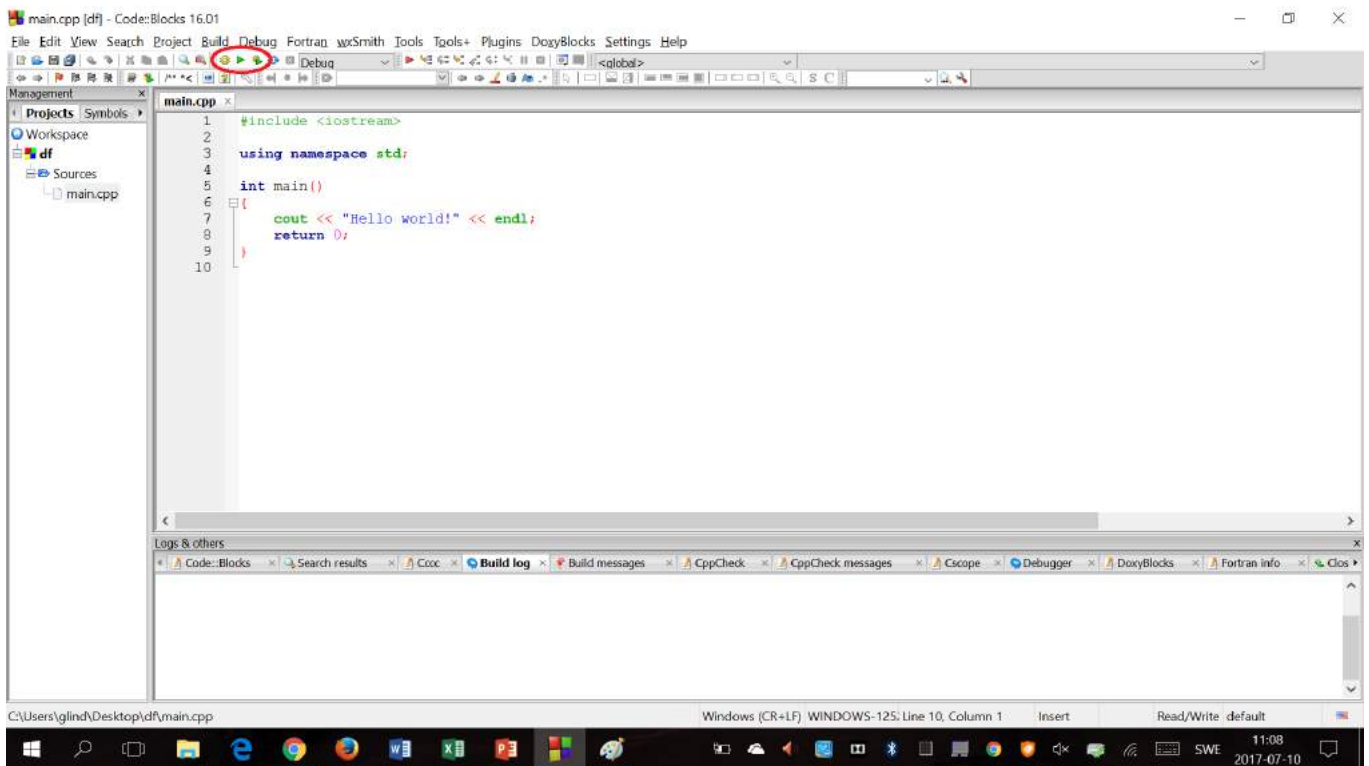 main.cpp [df] - Code::Blocks 16.01
File Edit View Search Project Build Debug Fortran wxSmith Tools Tools+ Plugins DoxyBlocks Settings Help
Debug <global>
/** *< S C
Management
Projects Symbols
Workspace
df
Sources
main.cpp
main.cpp
1 #include <iostream>
2
3 using namespace std;
4
5 int main()
6 {
7 cout << "Hello world!" << endl;
8 return 0;
9 }
10
Logs & others
Code::Blocks Search results Cccc Build log Build messages CppCheck CppCheck messages Cscope Debugger DoxyBlocks Fortran info Clos
C:\Users\glind\Desktop\df\main.cpp Windows (CR+LF) WINDOWS-125: Line 10, Column 1 Insert Read/Write default
SWE 11:08
2017-07-10